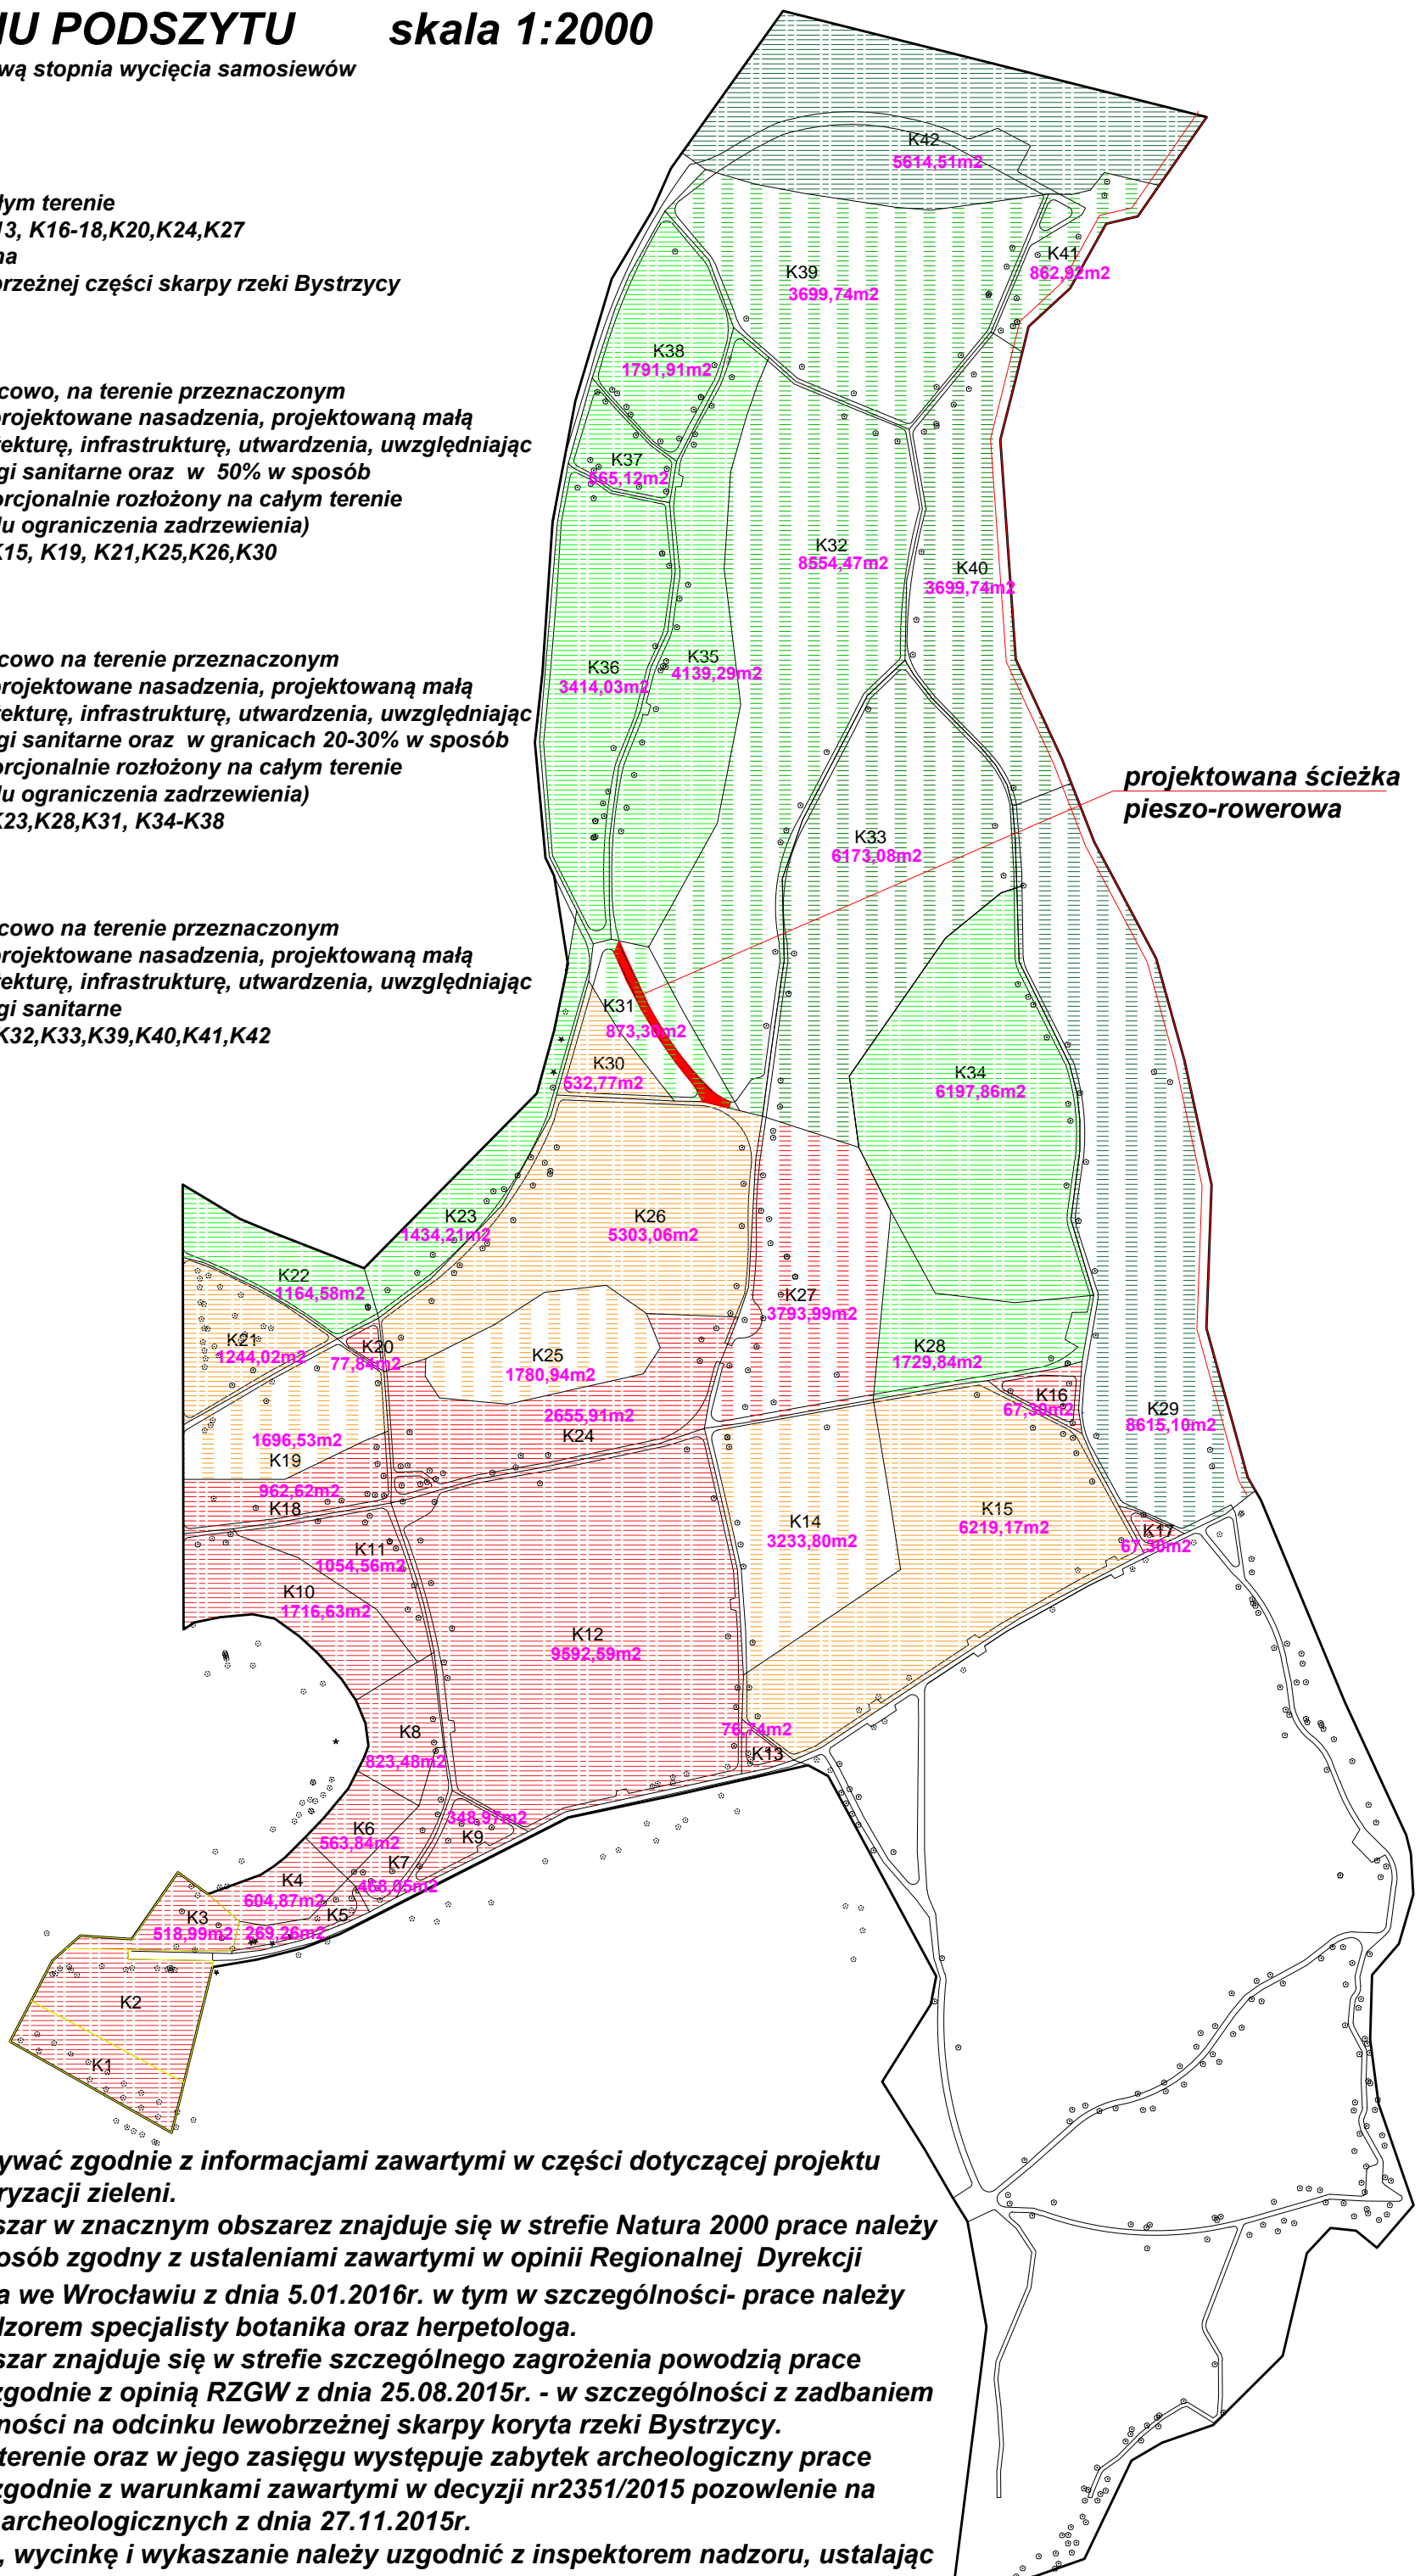 MU PODSZYTU skala 1:2000
wą stopnia wycięcia samosiewów
łym terenie
13, K16-18,K20,K24,K27
na
brzeżnej części skarpy rzeki Bystrzycy
cowo, na terenie przeznaczonym
projektowane nasadzenia, projektowaną małą
tekturę, infrastrukturę, utwardzenia, uwzględniając
gi sanitarne oraz w 50% w sposób
orcjonalnie rozłożony na całym terenie
lu ograniczenia zadrzewienia)
K15, K19, K21,K25,K26,K30
cowo na terenie przeznaczonym
projektowane nasadzenia, projektowaną małą
tekturę, infrastrukturę, utwardzenia, uwzględniając
gi sanitarne oraz w granicach 20-30% w sposób
orcjonalnie rozłożony na całym terenie
lu ograniczenia zadrzewienia)
K23,K28,K31, K34-K38
cowo na terenie przeznaczonym
projektowane nasadzenia, projektowaną małą
tekturę, infrastrukturę, utwardzenia, uwzględniając
gi sanitarne
K32,K33,K39,K40,K41,K42
K42
5614,51m2
K41
862,92m2
K39
3699,74m2
K38
1791,91m2
K37
565,12m2
K32
8554,47m2
K40
3699,74m2
K36
3414,03m2
K35
4139,29m2
projektowana ścieżka
pieszo-rowerowa
K33
6173,08m2
K31
873,30m2
K30
532,77m2
K34
6197,86m2
K23
1434,21m2
K26
5303,06m2
K22
1164,58m2
K27
3793,99m2
K21
1244,02m2
K20
77,84m2
K25
1780,94m2
K28
1729,84m2
K16
67,30m2
K29
8615,10m2
2655,91m2
K24
1696,53m2
K19
962,62m2
K18
K15
6219,17m2
K14
3233,80m2
K17
67,30m2
K11
1054,56m2
K10
1716,63m2
K12
9592,59m2
K8
823,48m2
76,74m2
K13
348,97m2
K9
K6
563,84m2
K7
468,05m2
K4
604,87m2
K5
269,26m2
K3
518,99m2
K2
K1
ywać zgodnie z informacjami zawartymi w części dotyczącej projektu
ryzacji zieleni.
szar w znacznym obszarez znajduje się w strefie Natura 2000 prace należy
osób zgodny z ustaleniami zawartymi w opinii Regionalnej Dyrekcji
a we Wrocławiu z dnia 5.01.2016r. w tym w szczególności- prace należy
dzorem specjalisty botanika oraz herpetologa.
szar znajduje się w strefie szczególnego zagrożenia powodzią prace
zgodnie z opinią RZGW z dnia 25.08.2015r. - w szczególności z zadbaniem
ności na odcinku lewobrzeżnej skarpy koryta rzeki Bystrzycy.
terenie oraz w jego zasięgu występuje zabytek archeologiczny prace
zgodnie z warunkami zawartymi w decyzji nr2351/2015 pozowlenie na
archeologicznych z dnia 27.11.2015r.
, wycinkę i wykaszanie należy uzgodnić z inspektorem nadzoru, ustalając